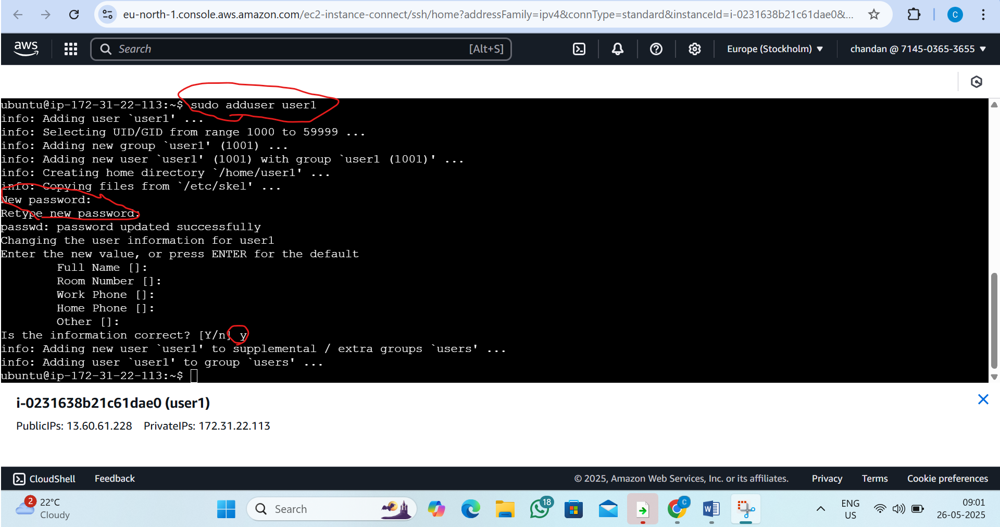 eu-north-1.console.aws.amazon.com/ec2-instance-connect/ssh/home?addressFamily=ipv4&connType=standard&instanceId=i-0231638b21c61dae0&...
C
aws
Search
[Alt+S]
Europe (Stockholm)
chandan @ 7145-0365-3655
ubuntu@ip-172-31-22-113:~$ sudo adduser user1
info: Adding user `user1' ...
info: Selecting UID/GID from range 1000 to 59999 ...
info: Adding new group `user1' (1001) ...
info: Adding new user `user1' (1001) with group `user1 (1001)' ...
info: Creating home directory `/home/user1' ...
info: Copying files from `/etc/skel' ...
New password:
Retype new password:
passwd: password updated successfully
Changing the user information for user1
Enter the new value, or press ENTER for the default
Full Name []:
Room Number []:
Work Phone []:
Home Phone []:
Other []:
Is the information correct? [Y/n] y
info: Adding new user `user1' to supplemental / extra groups `users' ...
info: Adding user `user1' to group `users' ...
ubuntu@ip-172-31-22-113:~$
i-0231638b21c61dae0 (user1)
PublicIPs: 13.60.61.228 PrivateIPs: 172.31.22.113
CloudShell Feedback
© 2025, Amazon Web Services, Inc. or its affiliates. Privacy Terms Cookie preferences
2
22°C
Cloudy
Search
18
C
W
ENG
US
09:01
26-05-2025